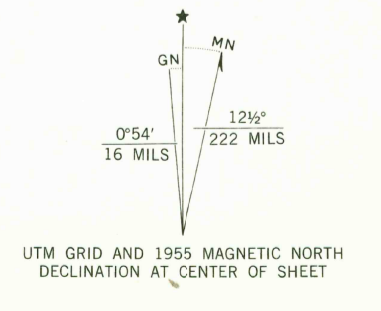 ★
MN
GN
0°54′
16 MILS
12½°
222 MILS
UTM GRID AND 1955 MAGNETIC NORTH
DECLINATION AT CENTER OF SHEET